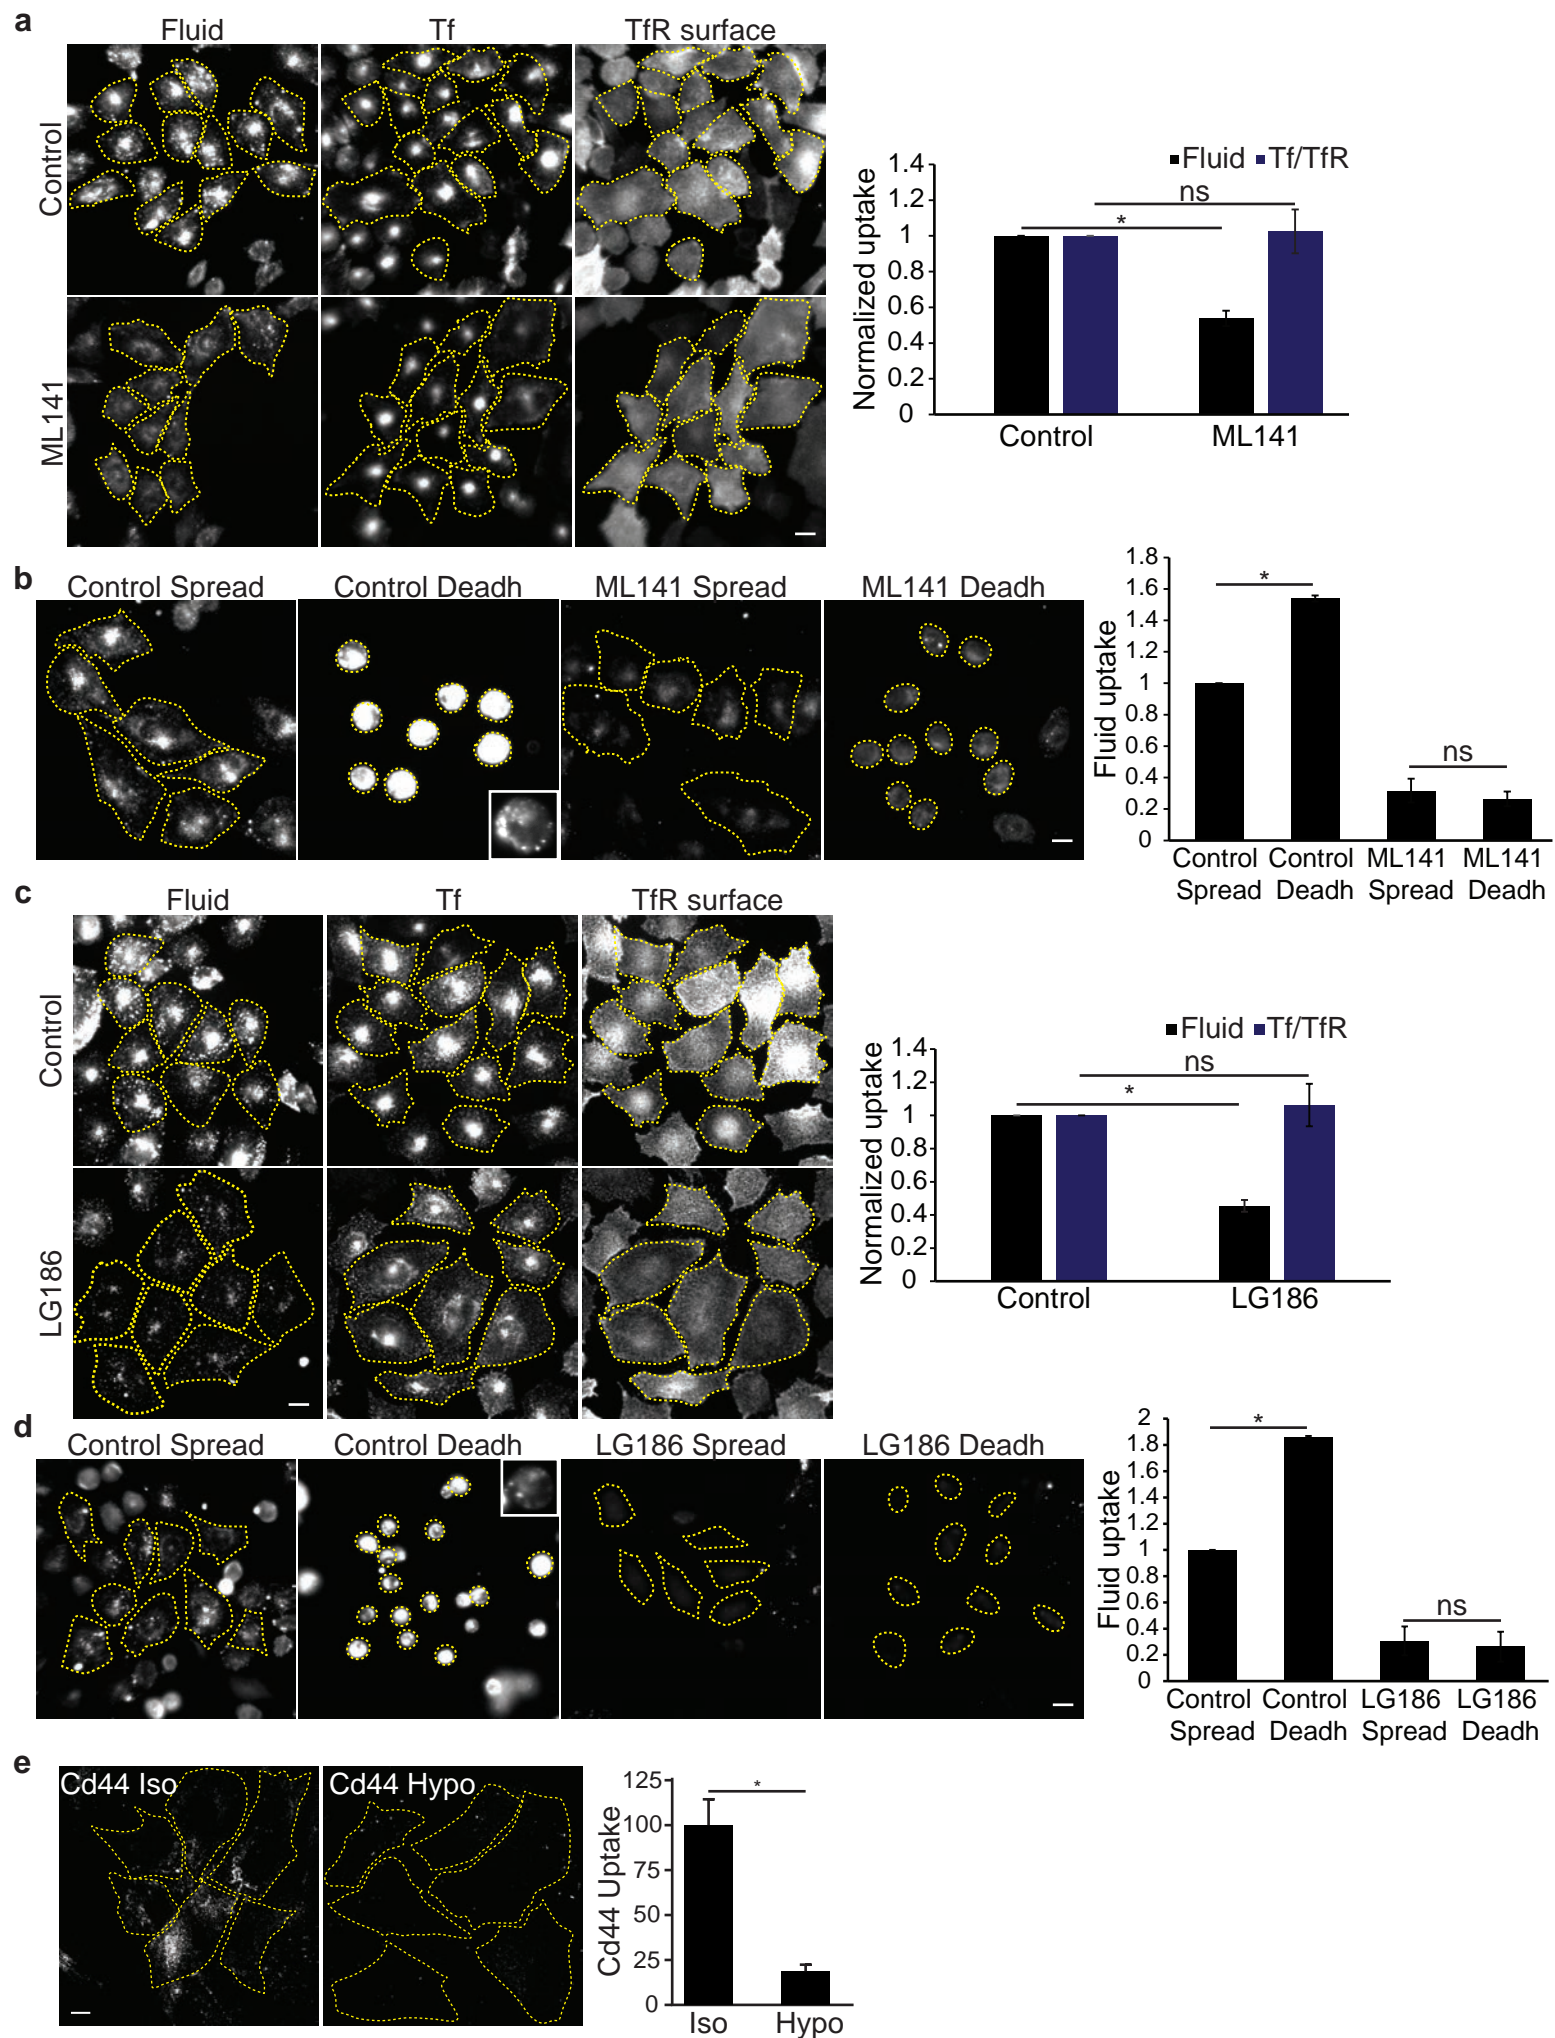 a
Fluid Tf TfR surface
Control
ML141
Fluid Tf/TfR
Normalized uptake
1.4
1.2
1
0.8
0.6
0.4
0.2
0
* ns
Control ML141
b
Control Spread Control Deadh ML141 Spread ML141 Deadh
Fluid uptake
1.8
1.6
1.4
1.2
1
0.8
0.6
0.4
0.2
0
* ns
Control Control ML141 ML141
Spread Deadh Spread Deadh
c
Fluid Tf TfR surface
Control
LG186
Fluid Tf/TfR
Normalized uptake
1.4
1.2
1
0.8
0.6
0.4
0.2
0
ns
*
Control LG186
d
Control Spread Control Deadh LG186 Spread LG186 Deadh
Fluid uptake
2
1.8
1.6
1.4
1.2
1
0.8
0.6
0.4
0.2
0
* ns
Control Control LG186 LG186
Spread Deadh Spread Deadh
e
Cd44 Iso Cd44 Hypo
Cd44 Uptake
125
100
75
50
25
0
*
Iso Hypo